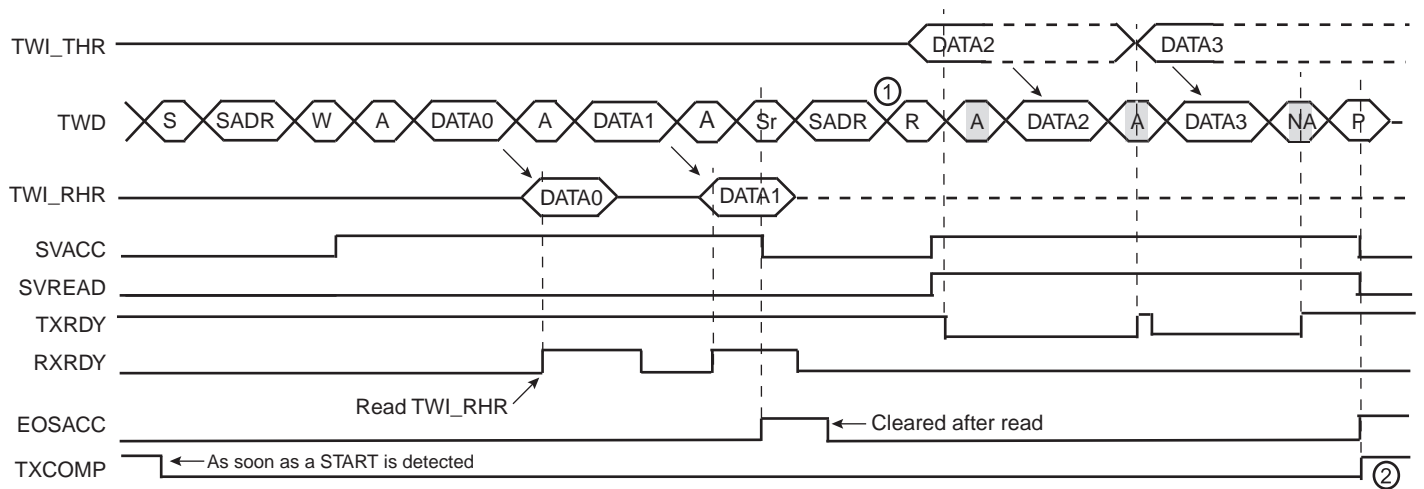 TWI_THR DATA2 DATA3
①
TWD S SADR W A DATA0 A DATA1 A Sr SADR R A DATA2 A DATA3 NA P
TWI_RHR DATA0 DATA1
SVACC
SVREAD
TXRDY
RXRDY
Read TWI_RHR
EOSACC Cleared after read
TXCOMP As soon as a START is detected ②